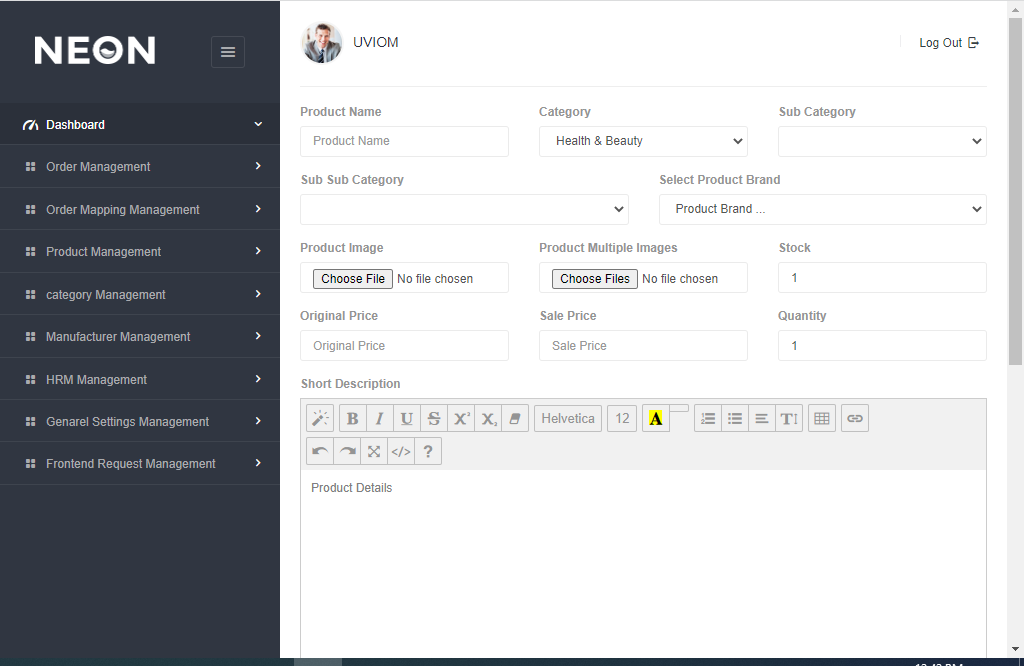 NEON
UVIOM
Log Out
Dashboard
Order Management
Order Mapping Management
Product Management
category Management
Manufacturer Management
HRM Management
Genarel Settings Management
Frontend Request Management
Product Name Category Sub Category
Product Name Health & Beauty
Sub Sub Category Select Product Brand
Product Brand ...
Product Image Product Multiple Images Stock
Choose File No file chosen Choose Files No file chosen 1
Original Price Sale Price Quantity
Original Price Sale Price 1
Short Description
B I U S X² X₂ Helvetica 12 A T
</> ?
Product Details